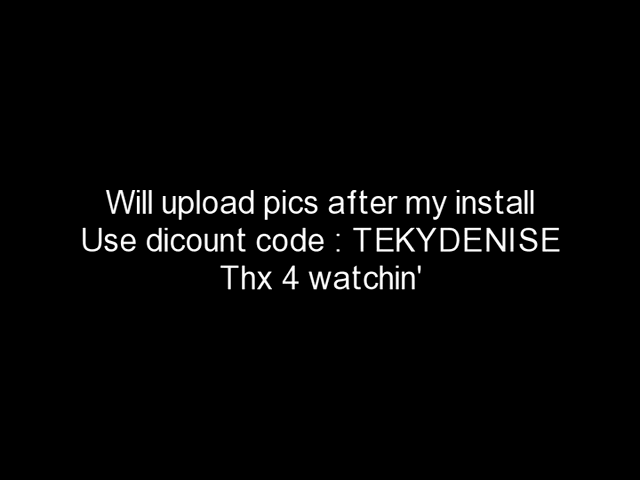 Will upload pics after my install
Use dicount code : TEKYDENISE
Thx 4 watchin'